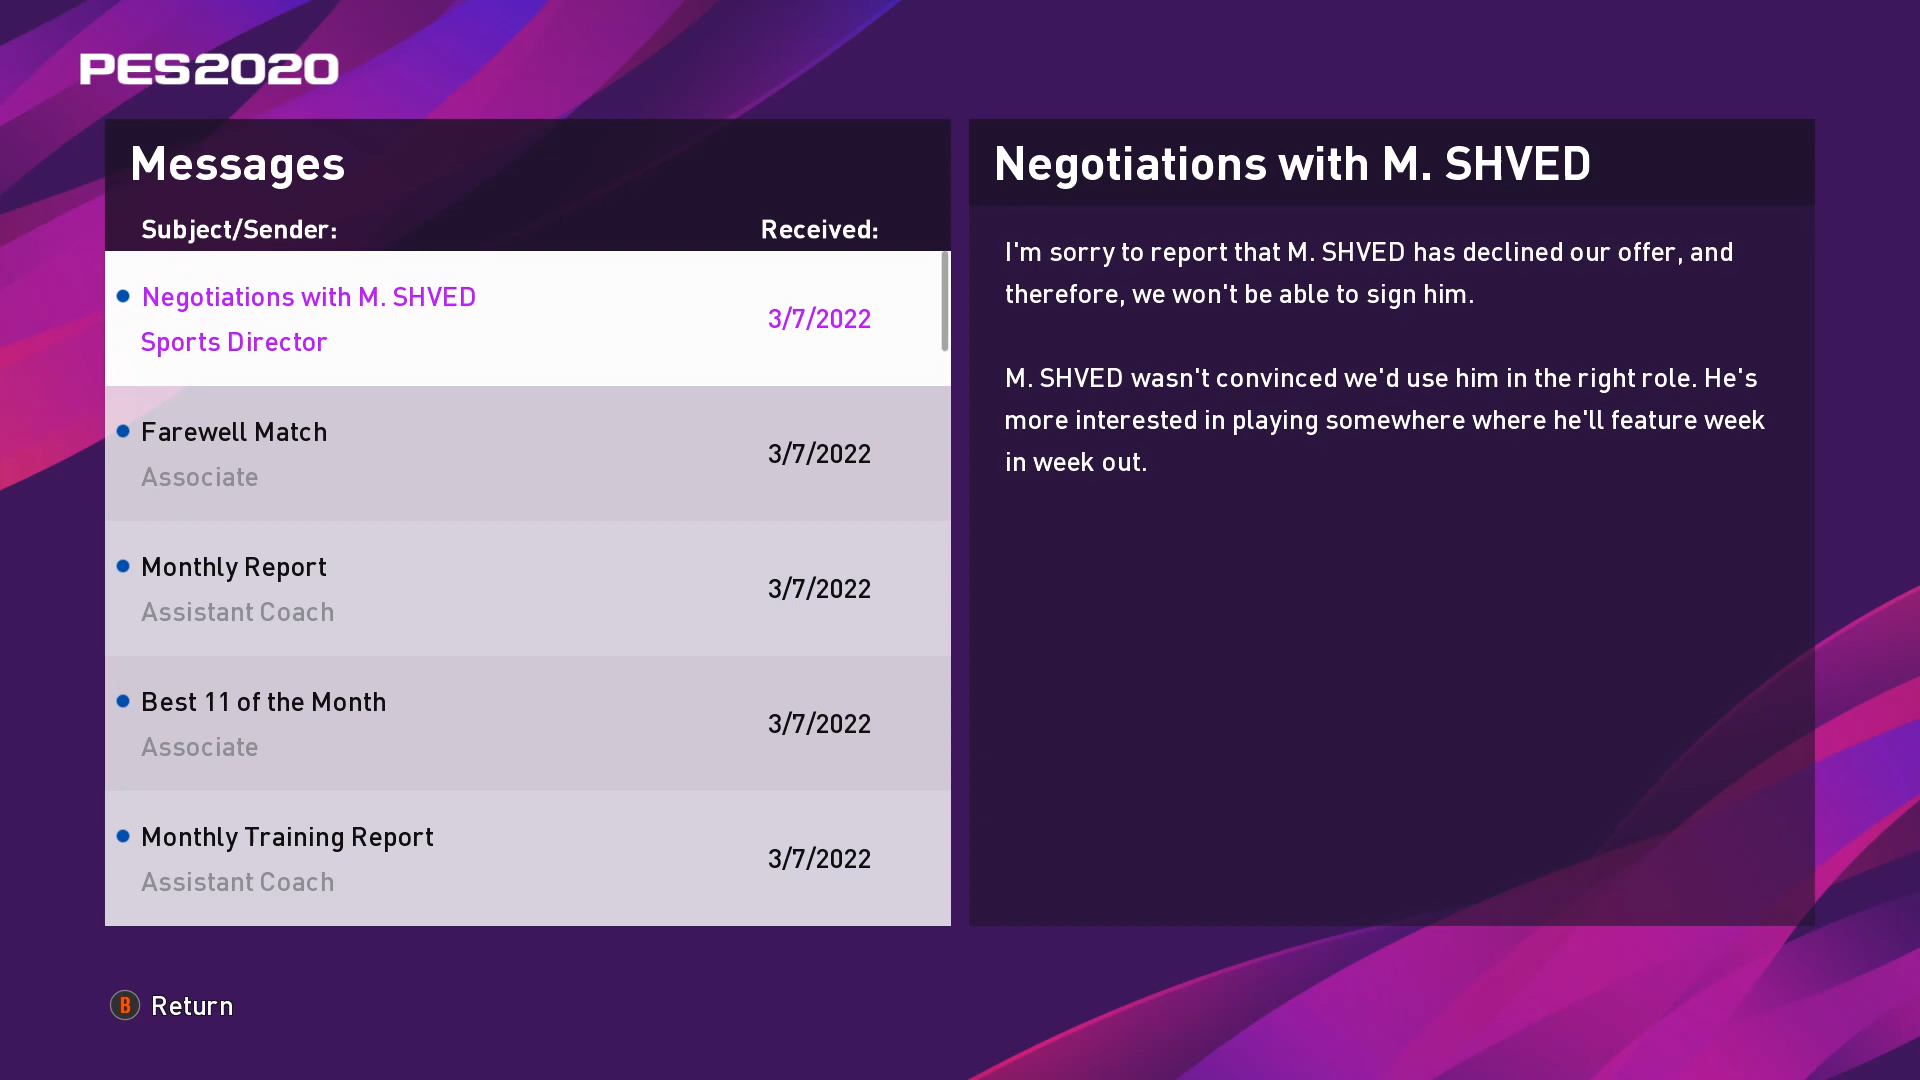 PES2020
Messages
Subject/Sender:
Received:
Negotiations with M. SHVED
Sports Director
3/7/2022
Farewell Match
Associate
3/7/2022
Monthly Report
Assistant Coach
3/7/2022
Best 11 of the Month
Associate
3/7/2022
Monthly Training Report
Assistant Coach
3/7/2022
Negotiations with M. SHVED
I'm sorry to report that M. SHVED has declined our offer, and
therefore, we won't be able to sign him.
M. SHVED wasn't convinced we'd use him in the right role. He's
more interested in playing somewhere where he'll feature week
in week out.
B Return